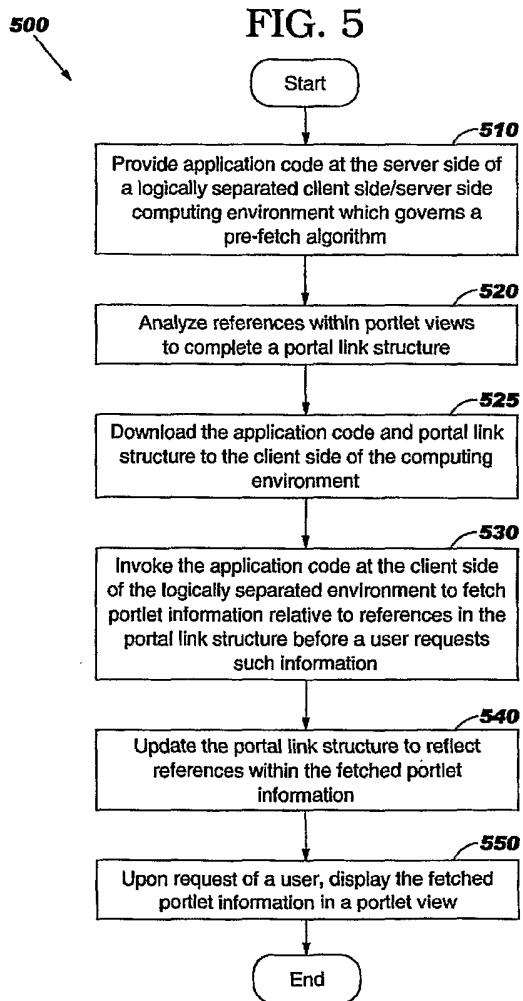 500
FIG. 5
Start
510
Provide application code at the server side of
a logically separated client side/server side
computing environment which governs a
pre-fetch algorithm
520
Analyze references within portlet views
to complete a portal link structure
525
Download the application code and portal link
structure to the client side of the computing
environment
530
Invoke the application code at the client side
of the logically separated environment to fetch
portlet information relative to references in the
portal link structure before a user requests
such information
540
Update the portal link structure to reflect
references within the fetched portlet
information
550
Upon request of a user, display the fetched
portlet information in a portlet view
End